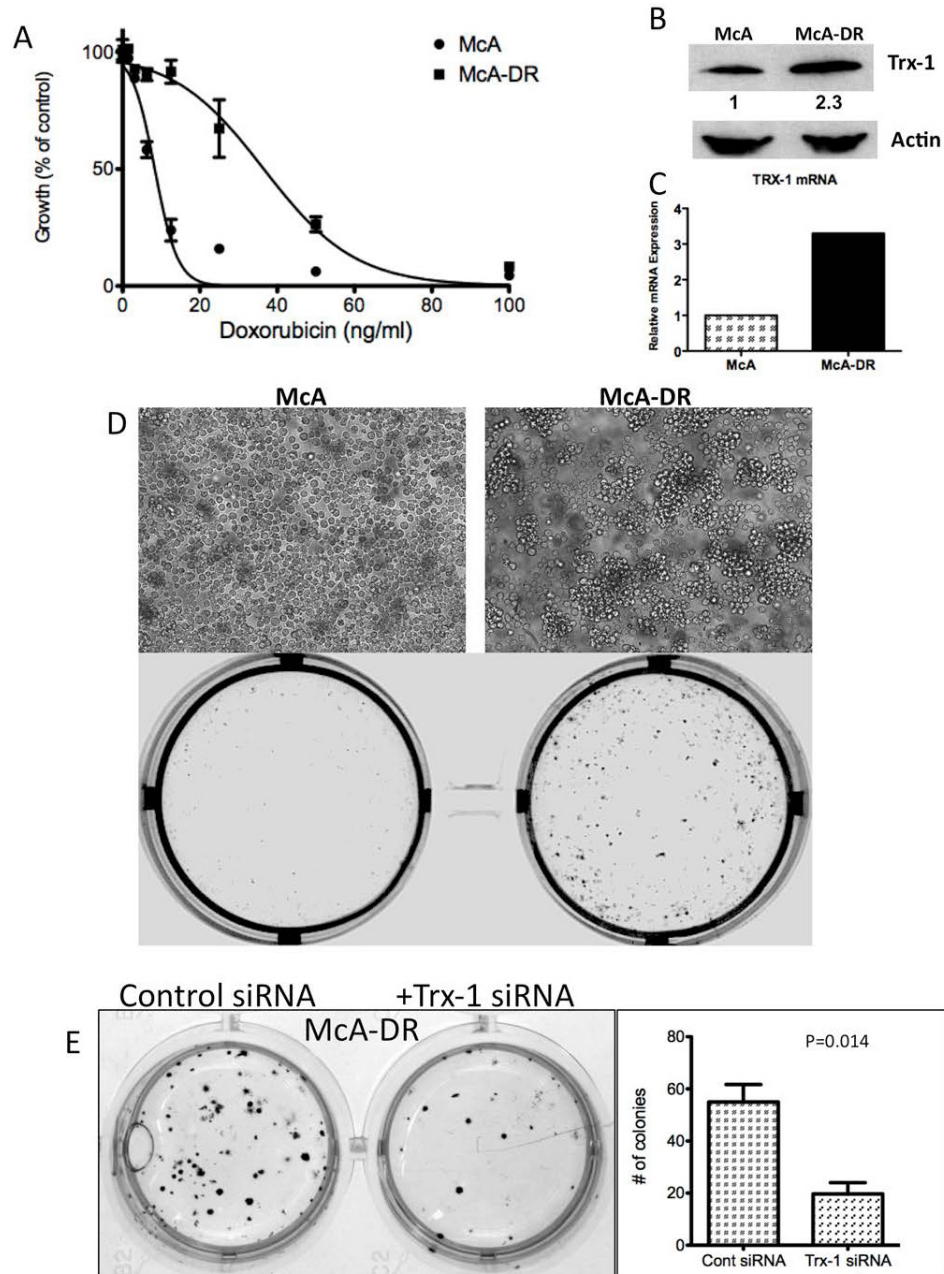 A
McA
McA-DR
Growth (% of control)
100
50
0
0 20 40 60 80 100
Doxorubicin (ng/ml)
B
McA McA-DR
Trx-1
1 2.3
Actin
C
TRX-1 mRNA
Relative mRNA Expression
4
3
2
1
0
McA McA-DR
D
McA McA-DR
E
Control siRNA +Trx-1 siRNA
McA-DR
P=0.014
# of colonies
80
60
40
20
0
Cont siRNA Trx-1 siRNA